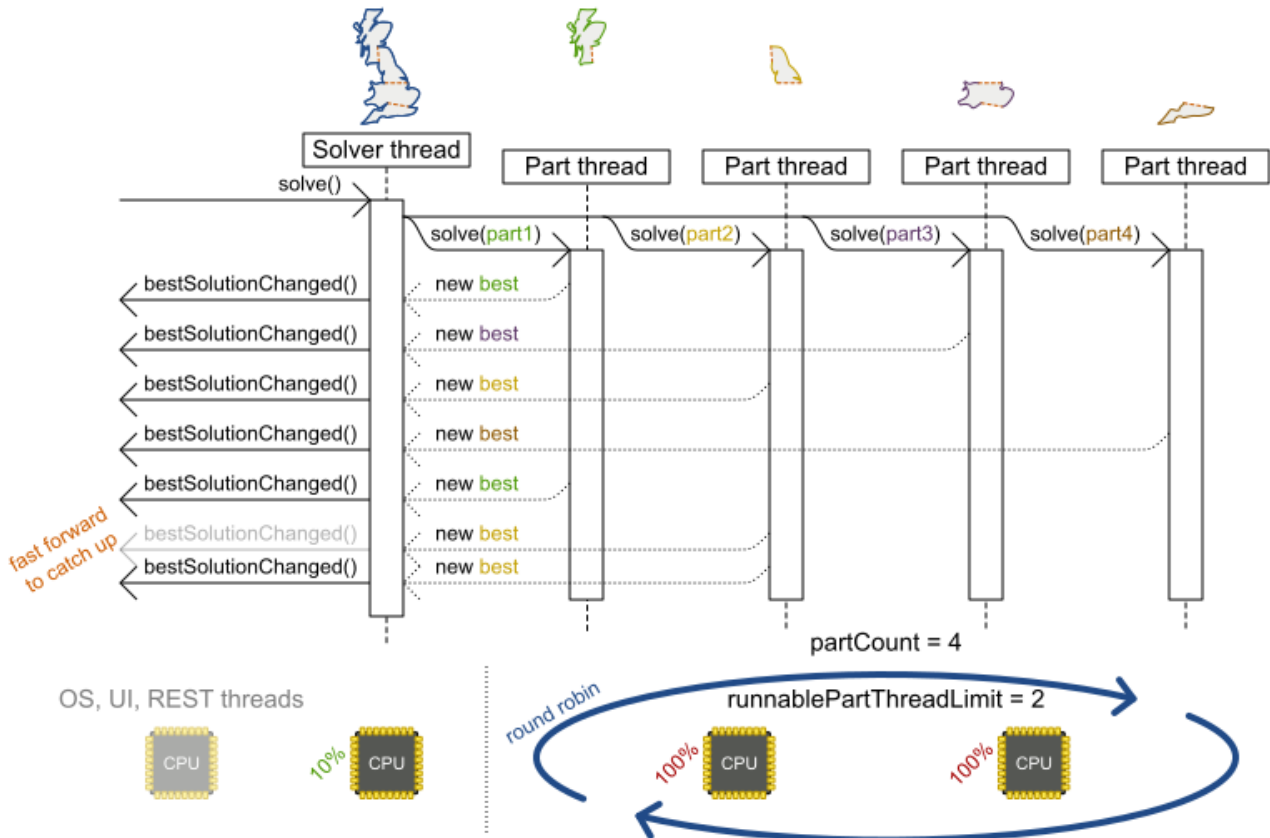 Solver thread
Part thread
Part thread
Part thread
Part thread
solve()
solve(part1)
solve(part2)
solve(part3)
solve(part4)
bestSolutionChanged()
new best
bestSolutionChanged()
new best
bestSolutionChanged()
new best
bestSolutionChanged()
new best
bestSolutionChanged()
new best
fast forward
to catch up
bestSolutionChanged()
new best
bestSolutionChanged()
new best
partCount = 4
OS, UI, REST threads
round robin
runnablePartThreadLimit = 2
CPU
10%
CPU
100%
CPU
100%
CPU